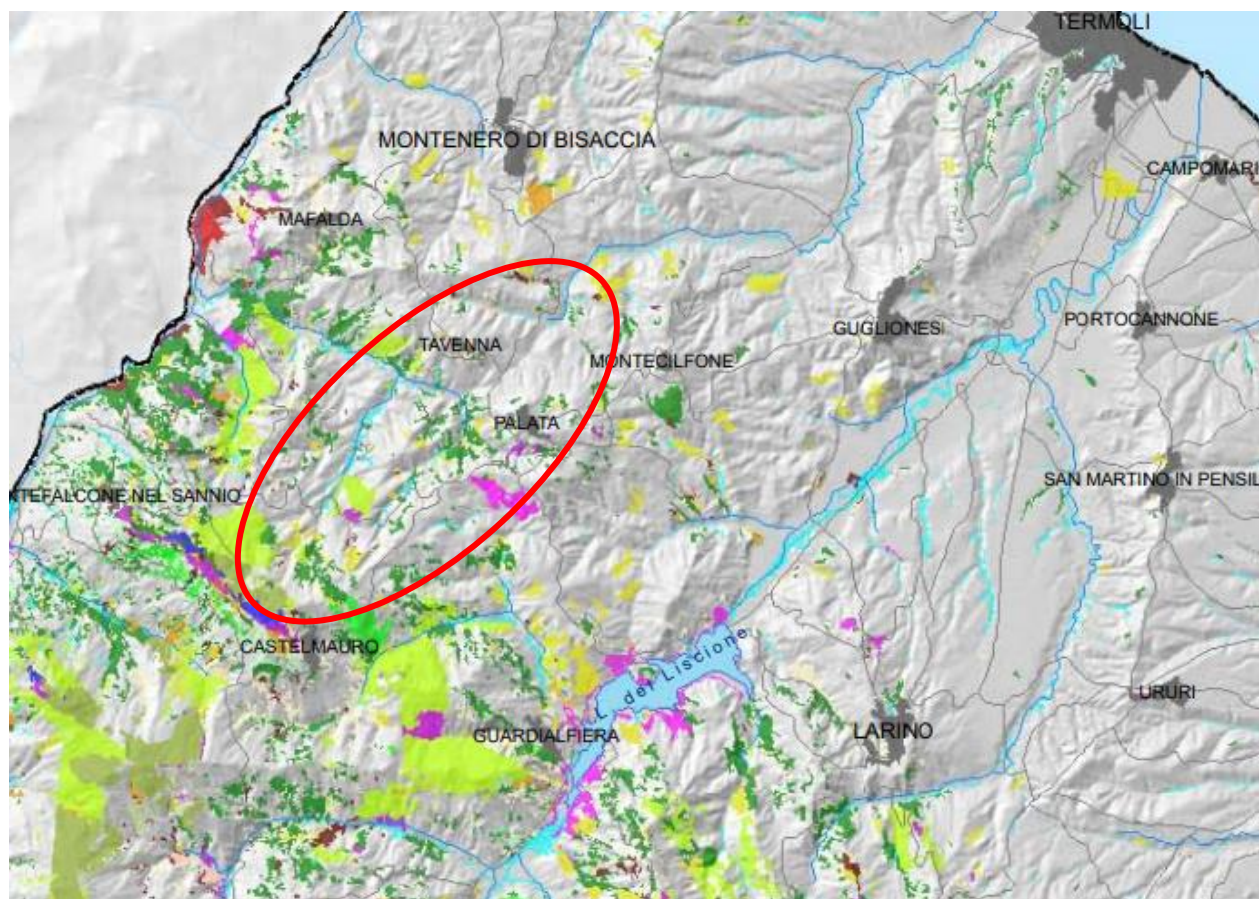 TERMOLI
MONTENERO DI BISACCIA
CAMPOMARI
MAFALDA
PORTOCANNONE
GUGLIONESI
TAVENNA
MONTECILFONE
PALATA
SAN MARTINO IN PENSIL
NTEFALCONE NEL SANNIO
CASTELMAURO
L. del Liscione
URURI
GUARDIALFIERA
LARINO